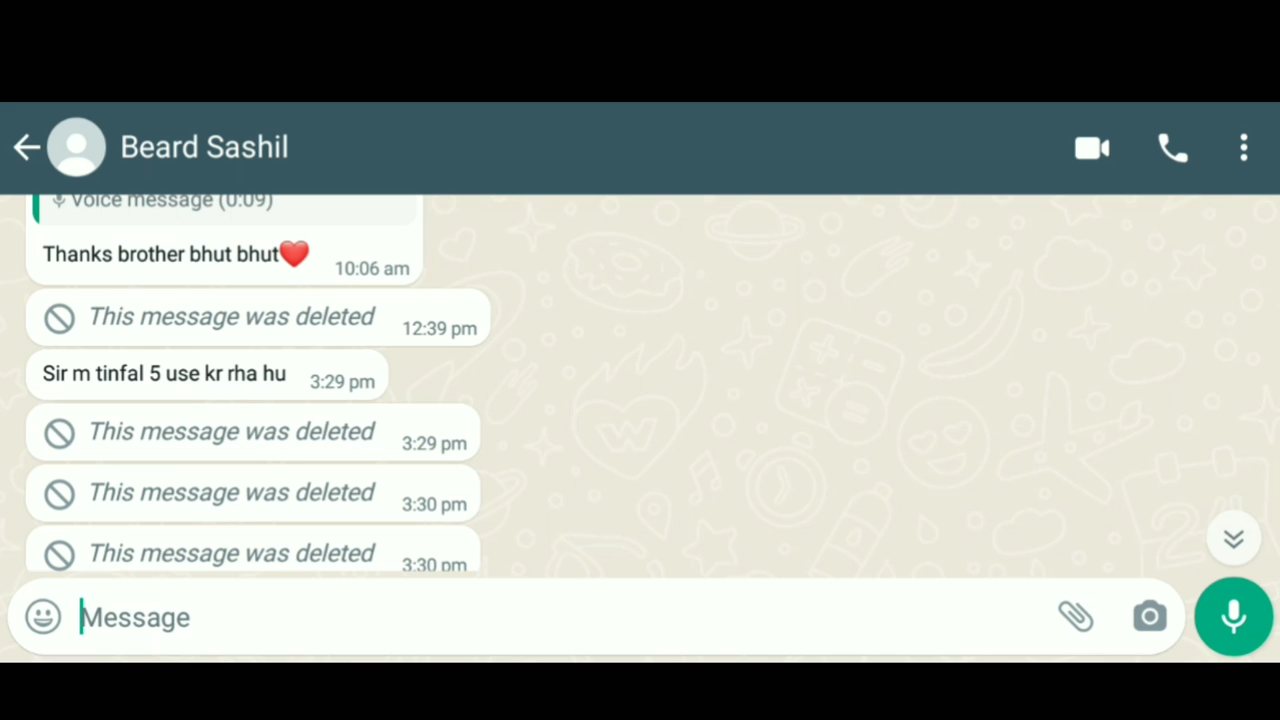 Beard Sashil
Voice message (0:09)
Thanks brother bhut bhut❤️
10:06 am
This message was deleted 12:39 pm
Sir m tinfal 5 use kr rha hu 3:29 pm
This message was deleted 3:29 pm
This message was deleted 3:30 pm
This message was deleted 3:30 pm
Message